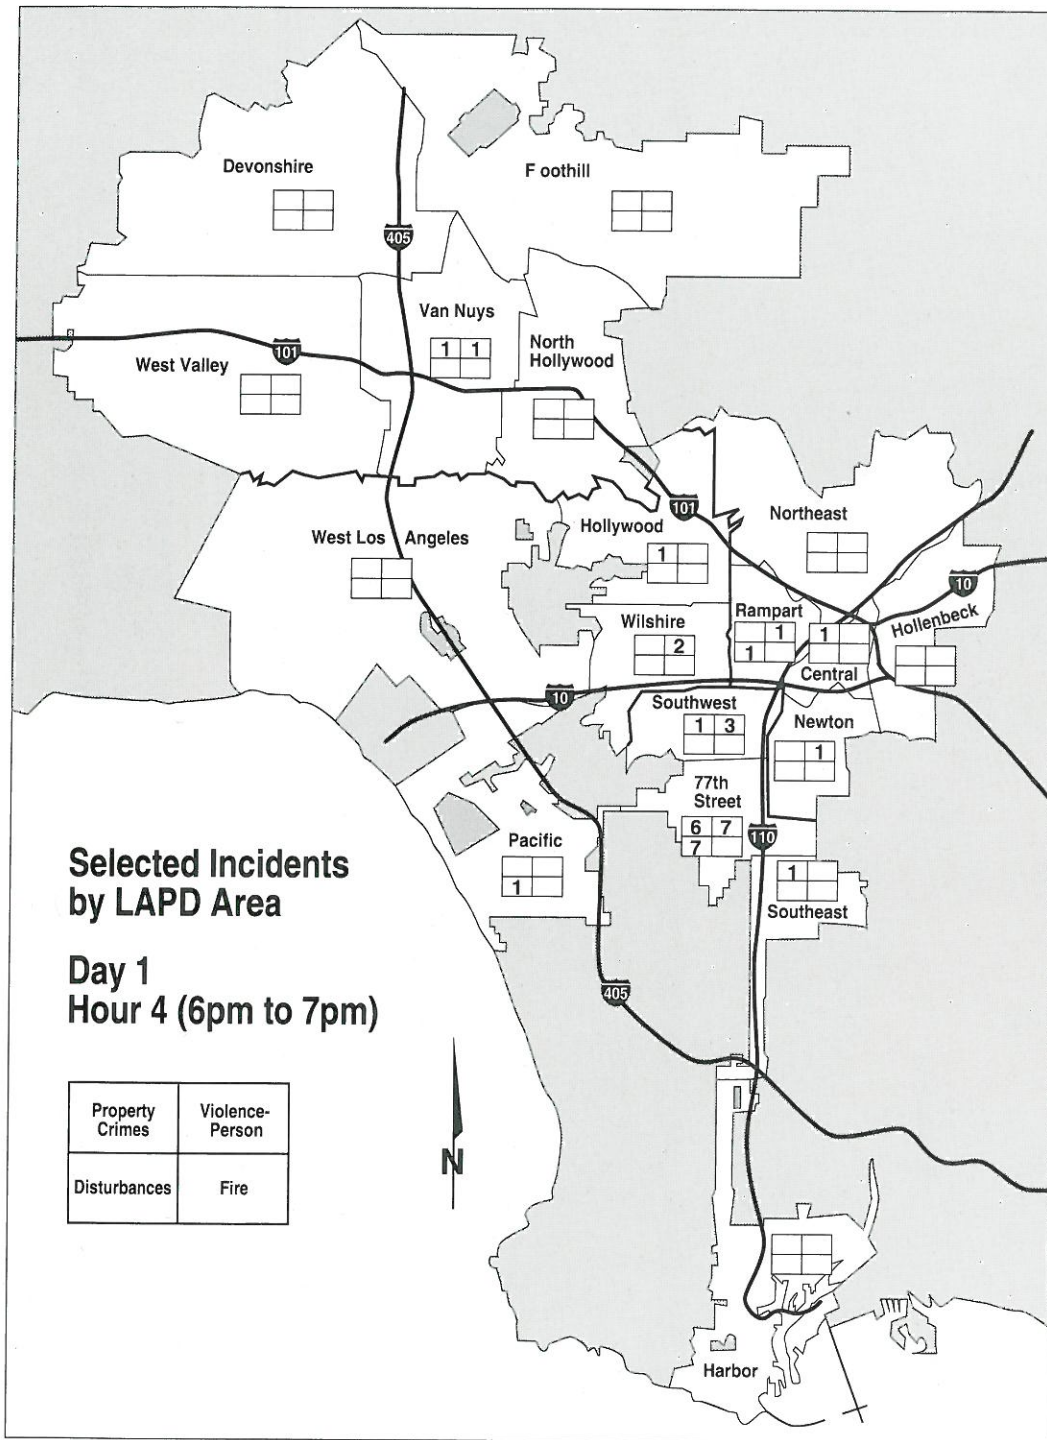 Devonshire
Foothill
405
Van Nuys
1 1
101
West Valley
North
Hollywood
101
Northeast
Hollywood
1
West Los Angeles
10
Rampart
1
1
Wilshire
2
Hollenbeck
1
Central
10
Southwest
1 3
Newton
1
77th
Street
6 7
7
110
Pacific
1
1
Southeast
Selected Incidents
by LAPD Area
Day 1
Hour 4 (6pm to 7pm)
405
Property
Crimes
Violence-
Person
Disturbances
Fire
N
Harbor